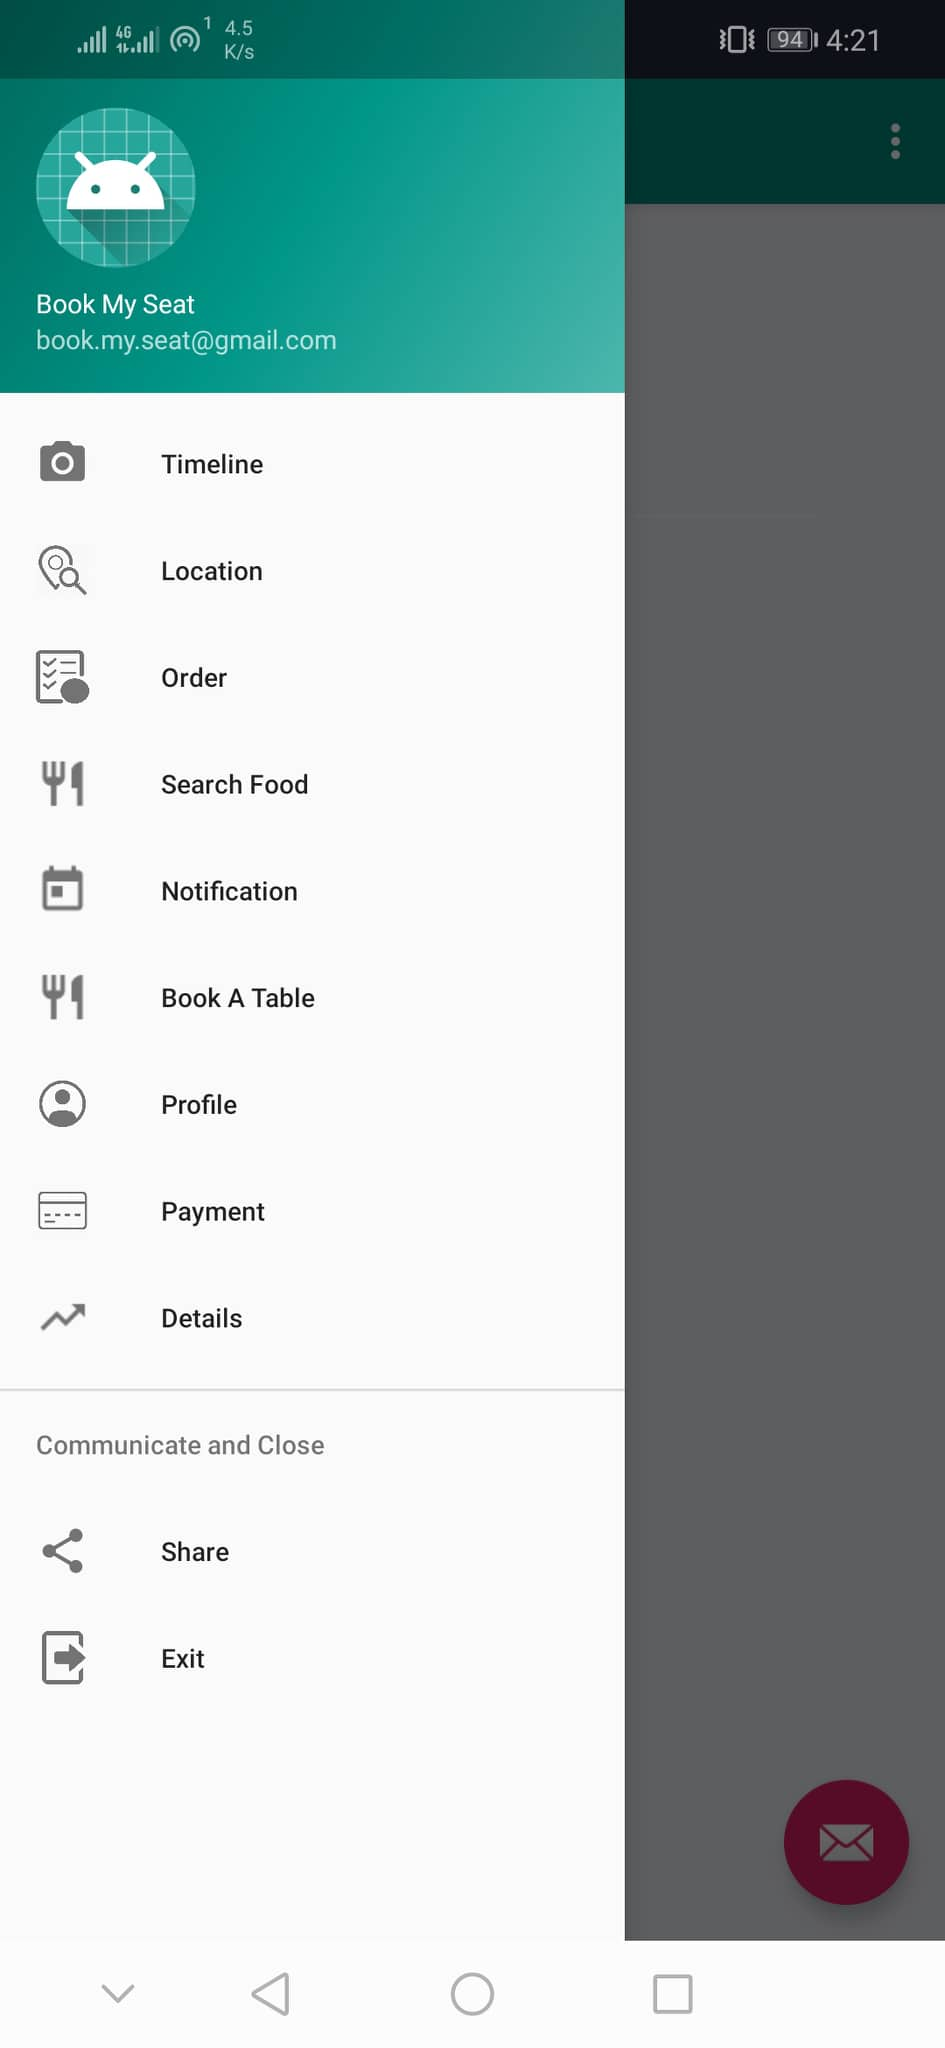 4G
1
4.5
K/s
94
4:21
Book My Seat
book.my.seat@gmail.com
Timeline
Location
Order
Search Food
Notification
Book A Table
Profile
Payment
Details
Communicate and Close
Share
Exit